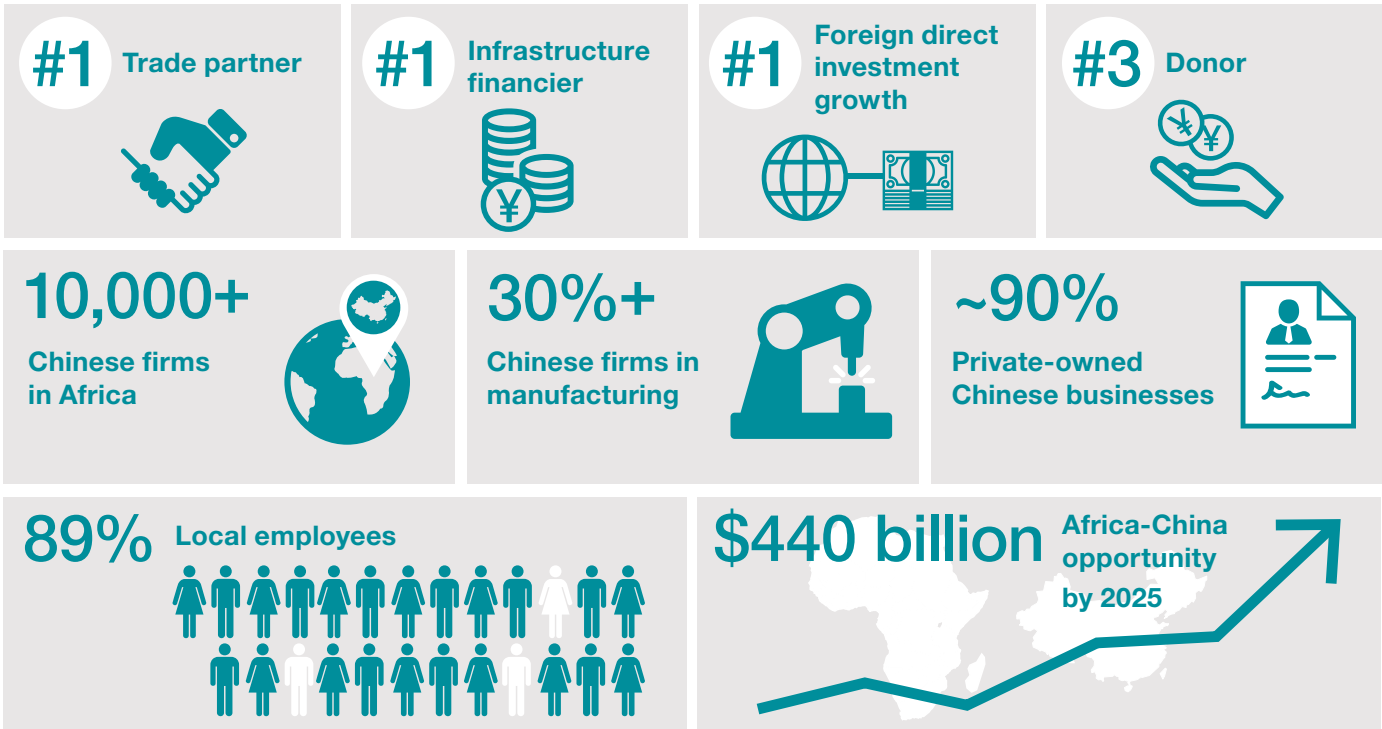 #1
Trade partner
#1
Infrastructure
financier
¥
#1
Foreign direct
investment
growth
#3
Donor
¥
¥
10,000+
Chinese firms
in Africa
30%+
Chinese firms in
manufacturing
~90%
Private-owned
Chinese businesses
89%
Local employees
$440 billion
Africa-China
opportunity
by 2025